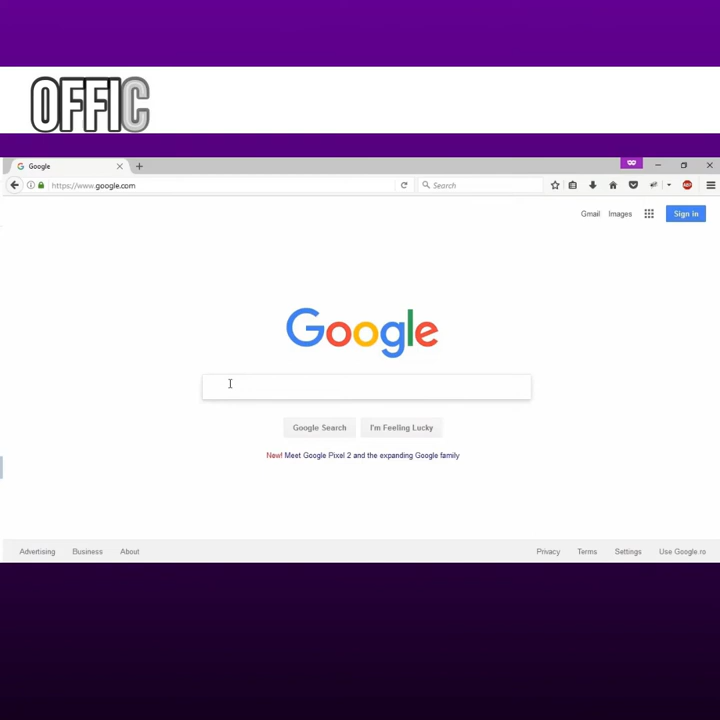 OFFIC
Google
https://www.google.com
Search
Gmail Images
Sign in
Google
Google Search I'm Feeling Lucky
New! Meet Google Pixel 2 and the expanding Google family
Advertising Business About
Privacy Terms Settings Use Google.ro